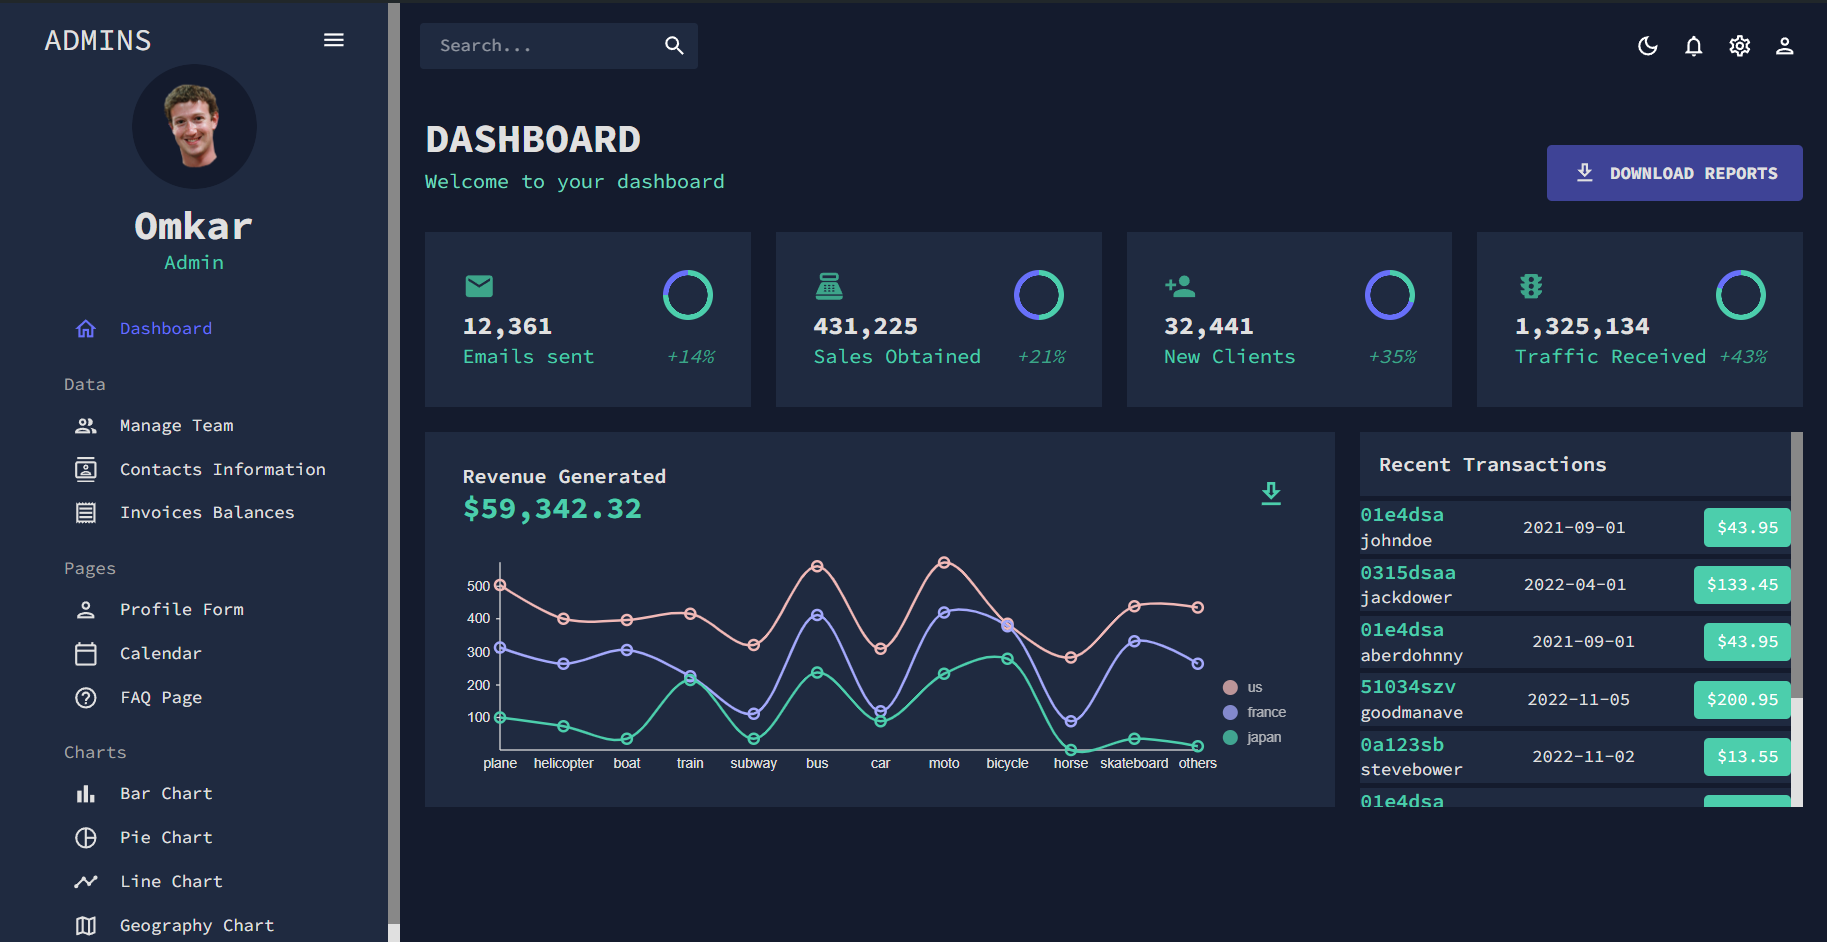 ADMINS
Search...
Omkar
Admin
Dashboard
Data
Manage Team
Contacts Information
Invoices Balances
Pages
Profile Form
Calendar
FAQ Page
Charts
Bar Chart
Pie Chart
Line Chart
Geography Chart
DASHBOARD
Welcome to your dashboard
DOWNLOAD REPORTS
12,361
Emails sent +14%
431,225
Sales Obtained +21%
32,441
New Clients +35%
1,325,134
Traffic Received +43%
Revenue Generated
$59,342.32
500
400
300
200
100
plane helicopter boat train subway bus car moto bicycle horse skateboard others
us
france
japan
Recent Transactions
01e4dsa
johndoe
2021-09-01
$43.95
0315dsaa
jackdower
2022-04-01
$133.45
01e4dsa
aberdohnny
2021-09-01
$43.95
51034szv
goodmanave
2022-11-05
$200.95
0a123sb
stevebower
2022-11-02
$13.55
01e4dsa